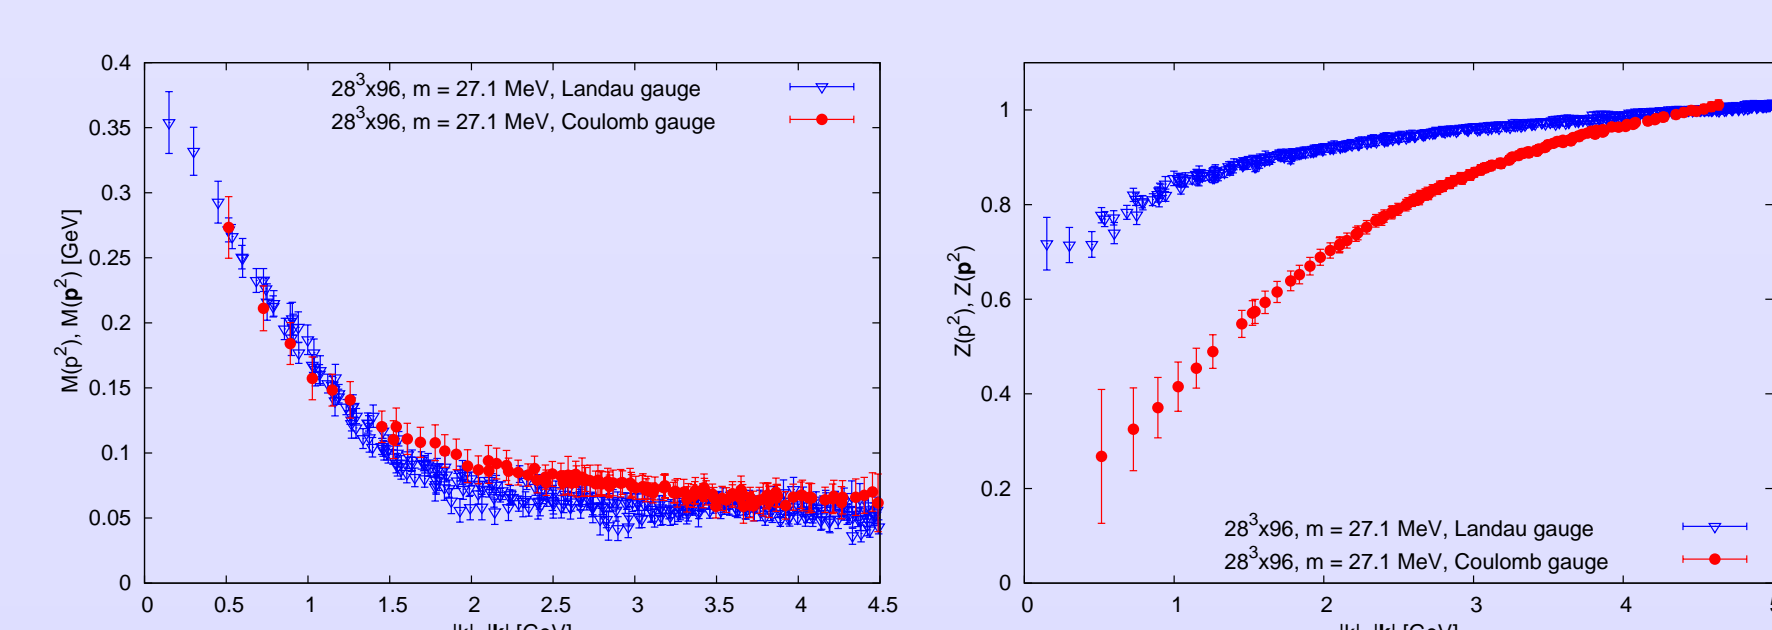 0.4
0.35
0.3
0.25
0.2
0.15
0.1
0.05
0
M(p²), M(𝐩²) [GeV]
28³x96, m = 27.1 MeV, Landau gauge
28³x96, m = 27.1 MeV, Coulomb gauge
0 0.5 1 1.5 2 2.5 3 3.5 4 4.5
1
0.8
0.6
0.4
0.2
0
Z(p²), Z(𝐩²)
28³x96, m = 27.1 MeV, Landau gauge
28³x96, m = 27.1 MeV, Coulomb gauge
0 1 2 3 4